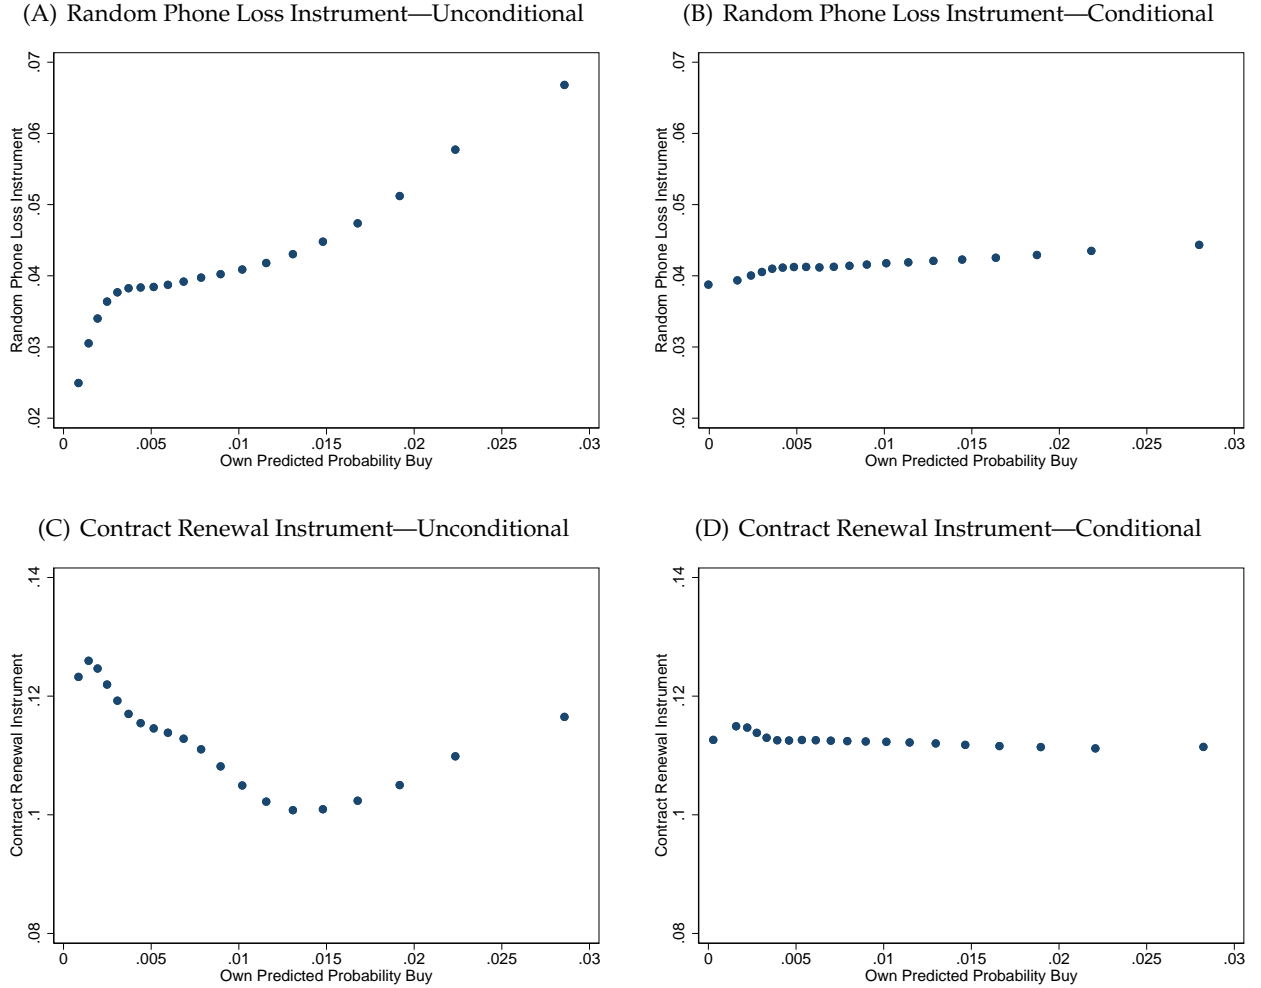 (A) Random Phone Loss Instrument—Unconditional
Random Phone Loss Instrument
.07
.06
.05
.04
.03
.02
0 .005 .01 .015 .02 .025 .03
Own Predicted Probability Buy
(B) Random Phone Loss Instrument—Conditional
Random Phone Loss Instrument
.07
.06
.05
.04
.03
.02
0 .005 .01 .015 .02 .025 .03
Own Predicted Probability Buy
(C) Contract Renewal Instrument—Unconditional
Contract Renewal Instrument
.14
.12
.1
.08
0 .005 .01 .015 .02 .025 .03
Own Predicted Probability Buy
(D) Contract Renewal Instrument—Conditional
Contract Renewal Instrument
.14
.12
.1
.08
0 .005 .01 .015 .02 .025 .03
Own Predicted Probability Buy